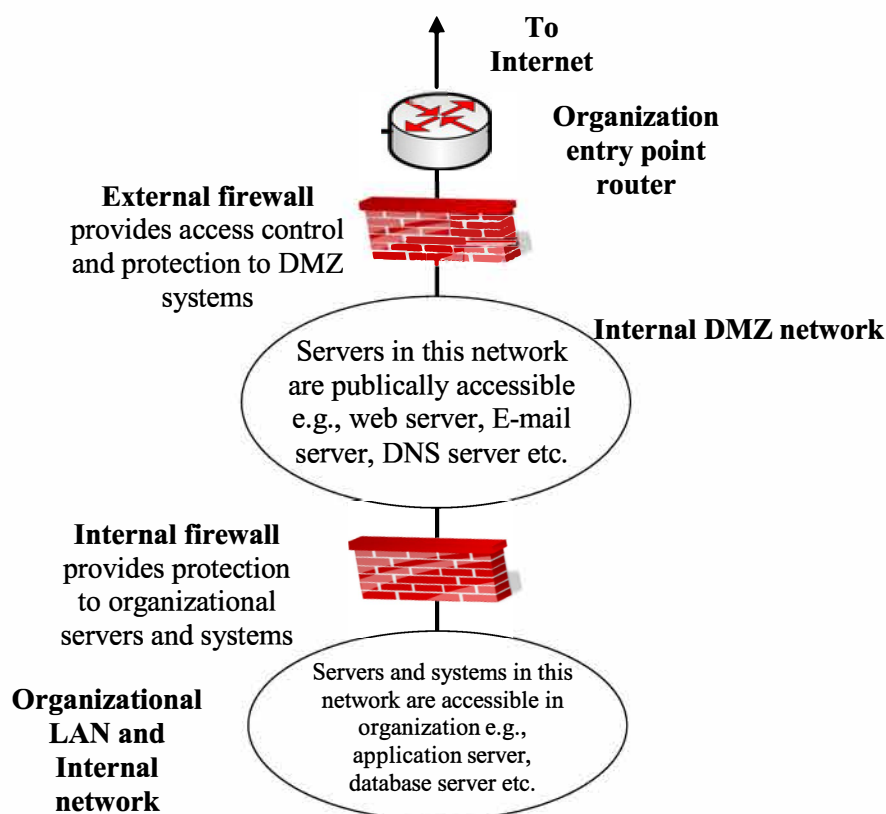 To
Internet
Organization
entry point
router
External firewall
provides access control
and protection to DMZ
systems
Internal DMZ network
Servers in this network
are publically accessible
e.g., web server, E-mail
server, DNS server etc.
Internal firewall
provides protection
to organizational
servers and systems
Servers and systems in this
network are accessible in
organization e.g.,
application server,
database server etc.
Organizational
LAN and
Internal
network